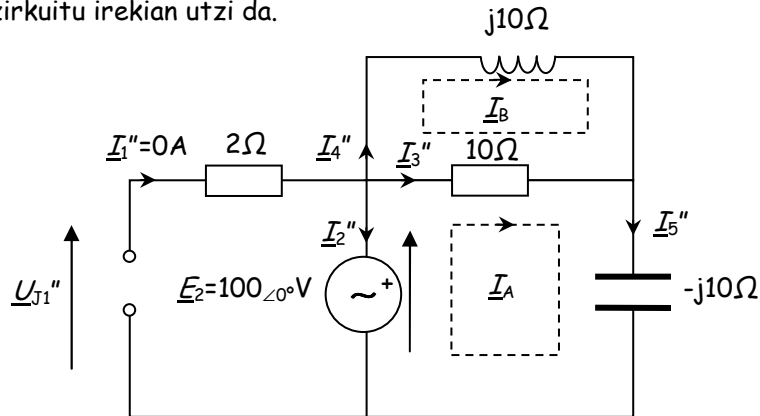 zirkuitu irekian utzi da.
j10Ω
I_B
I_1"=0A
2Ω
I_4"
I_3"
10Ω
I_2"
I_5"
U_J1"
E_2=100∠0°V
~
+
I_A
-j10Ω